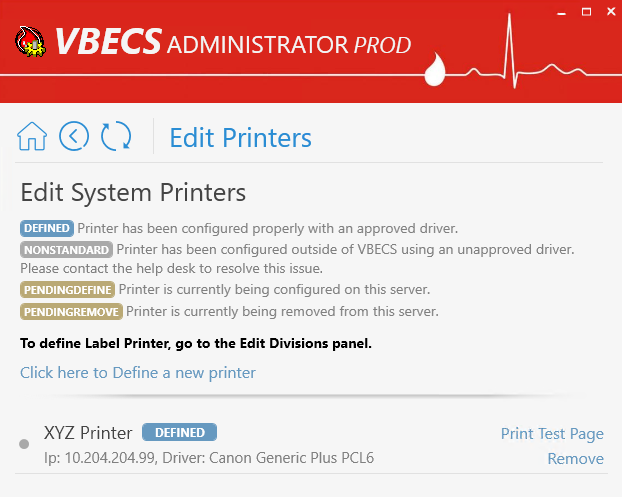 VBECS ADMINISTRATOR PROD
Edit Printers
Edit System Printers
DEFINED Printer has been configured properly with an approved driver.
NONSTANDARD Printer has been configured outside of VBECS using an unapproved driver.
Please contact the help desk to resolve this issue.
PENDINGDEFINE Printer is currently being configured on this server.
PENDINGREMOVE Printer is currently being removed from this server.
To define Label Printer, go to the Edit Divisions panel.
Click here to Define a new printer
XYZ Printer DEFINED Print Test Page
Ip: 10.204.204.99, Driver: Canon Generic Plus PCL6 Remove